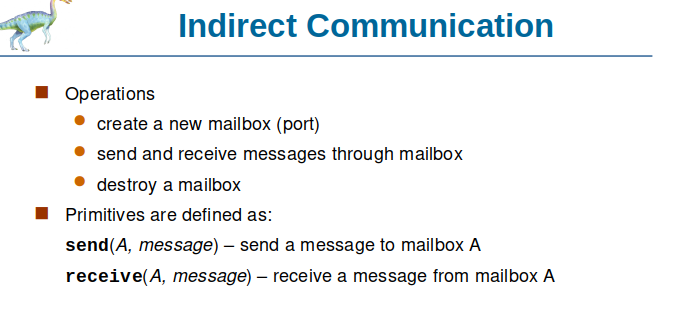 Indirect Communication
Operations
create a new mailbox (port)
send and receive messages through mailbox
destroy a mailbox
Primitives are defined as:
send(A, message) – send a message to mailbox A
receive(A, message) – receive a message from mailbox A